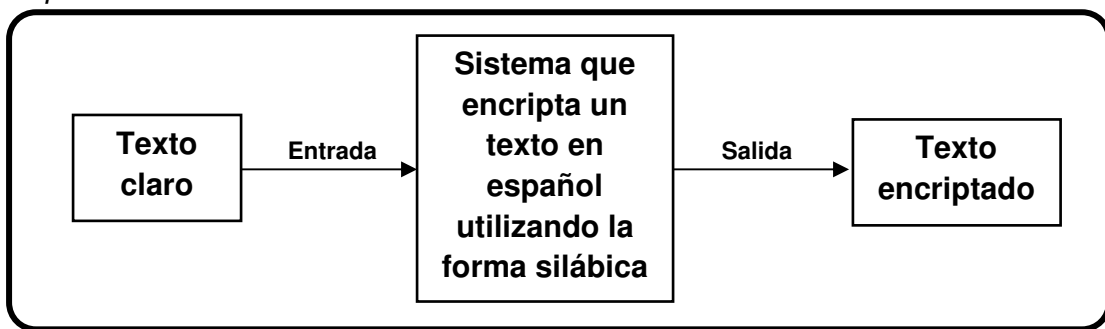 Texto
claro
Entrada
Sistema que
encripta un
texto en
español
utilizando la
forma silábica
Salida
Texto
encriptado